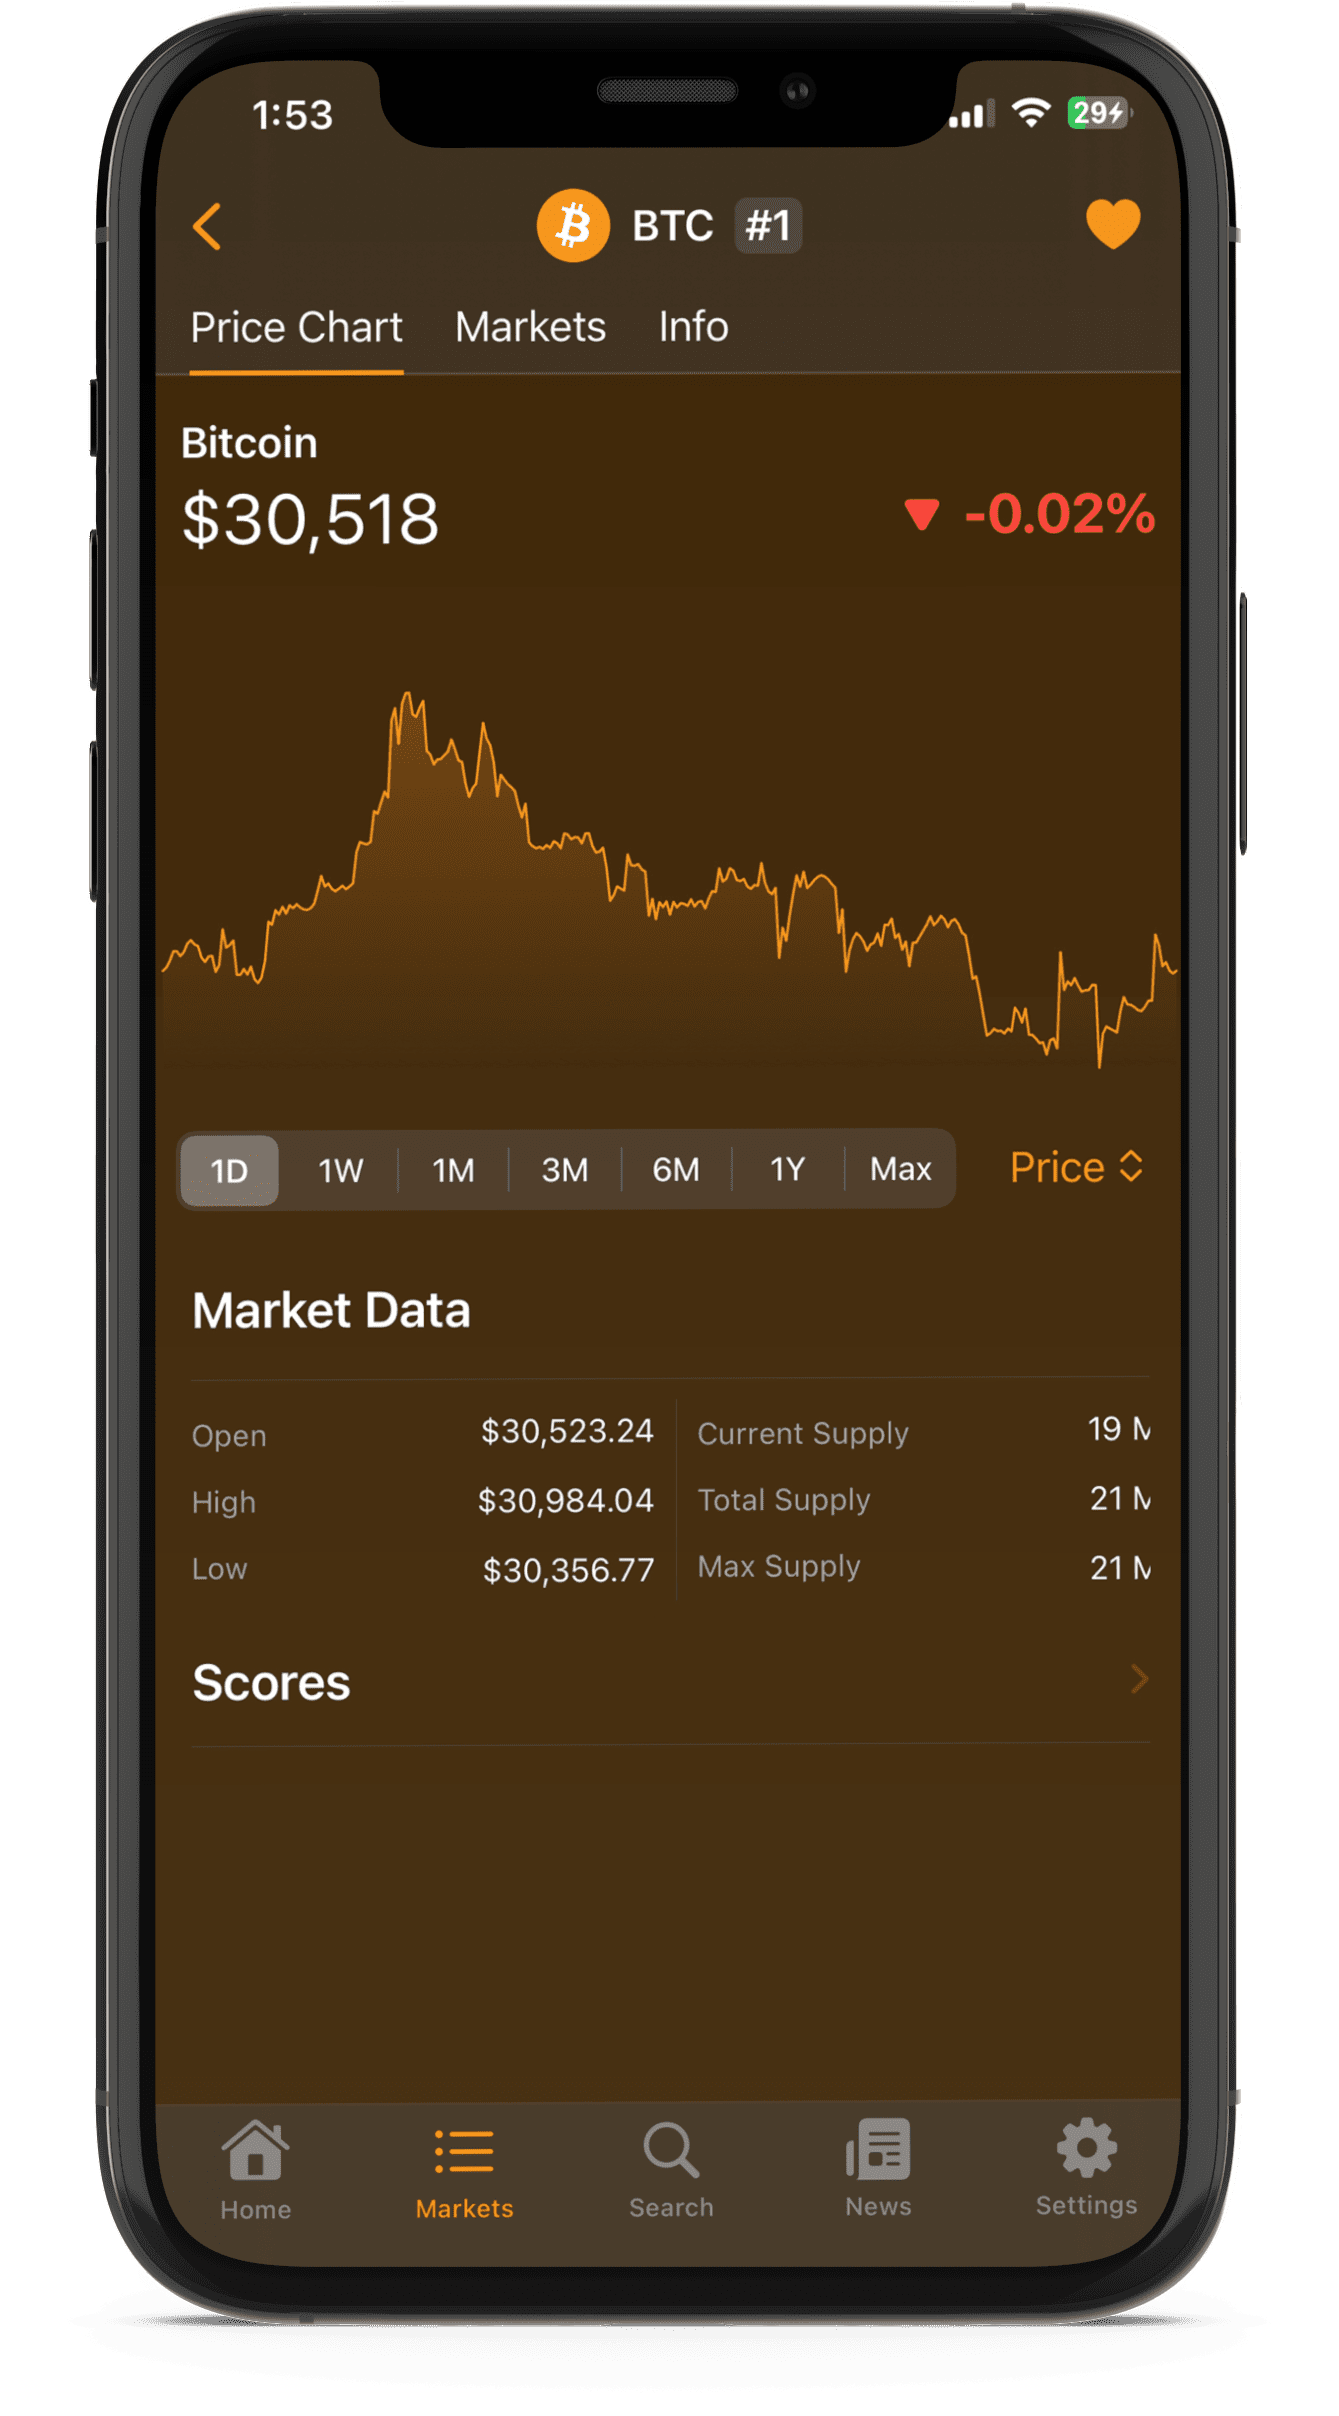 1:53
29
BTC #1
Price Chart Markets Info
Bitcoin
$30,518 -0.02%
1D 1W 1M 3M 6M 1Y Max Price
Market Data
Open $30,523.24 Current Supply 19 M
High $30,984.04 Total Supply 21 M
Low $30,356.77 Max Supply 21 M
Scores
Home Markets Search News Settings